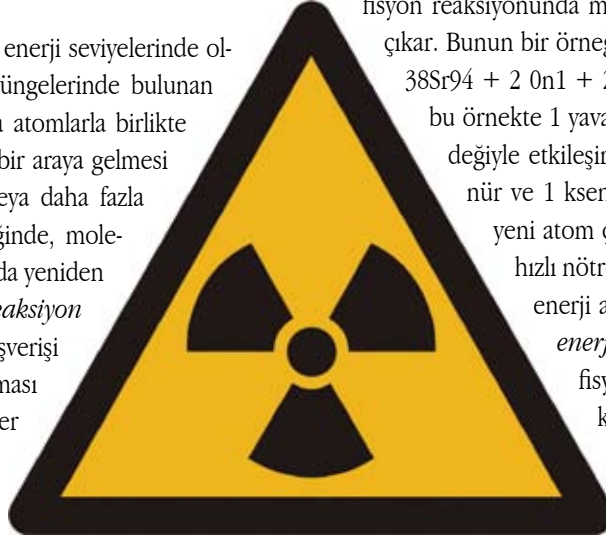 enerji seviyelerinde ol-
üngelerinde bulunan
atomlarla birlikte
bir araya gelmesi
eya daha fazla
ğinde, mole-
da yeniden
eaksiyon
şverişi
ması
er
fisyon reaksiyonunda m
çıkar. Bunun bir örneğ
38Sr94 + 2 0n1 + 2
bu örnekte 1 yava
değiyle etkileşir
nür ve 1 ksen
yeni atom ç
hızlı nötr
enerji a
enerj
fisy
k